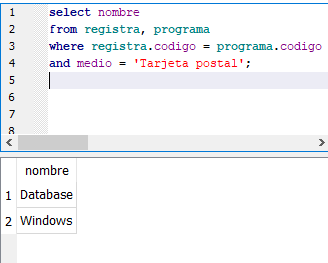 1 select nombre
2 from registra, programa
3 where registra.codigo = programa.codigo
4 and medio = 'Tarjeta postal';
5
6
7
8
nombre
1 Database
2 Windows